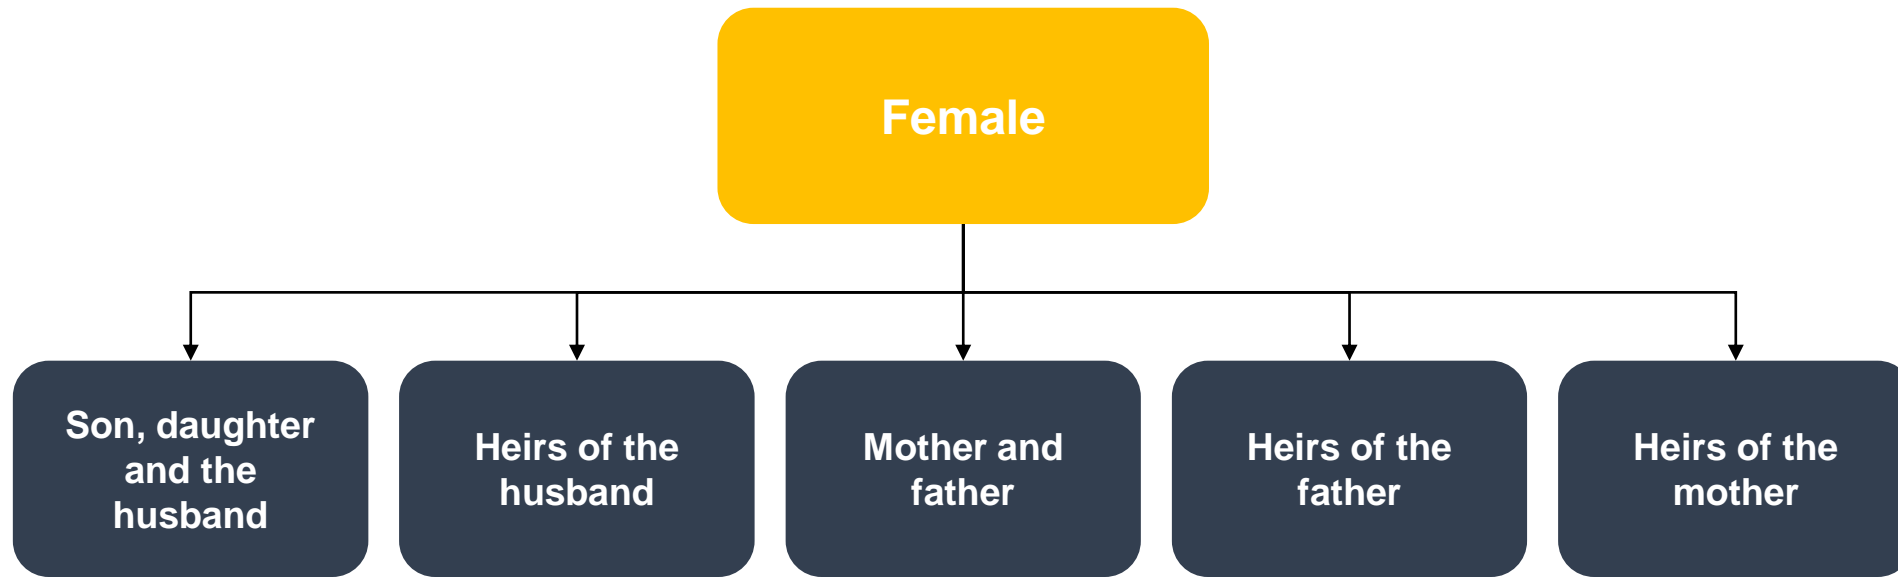 Female
Son, daughter
and the
husband
Heirs of the
husband
Mother and
father
Heirs of the
father
Heirs of the
mother